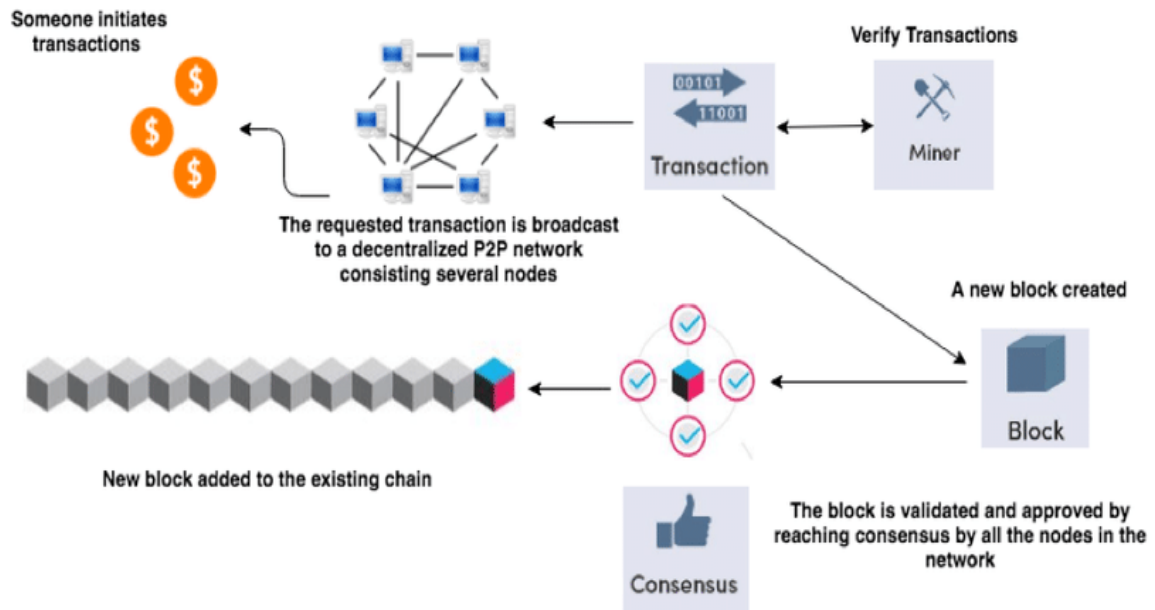 Someone initiates
transactions
$
$
$
The requested transaction is broadcast
to a decentralized P2P network
consisting several nodes
00101
11001
Transaction
Verify Transactions
Miner
A new block created
Block
New block added to the existing chain
Consensus
The block is validated and approved by
reaching consensus by all the nodes in the
network